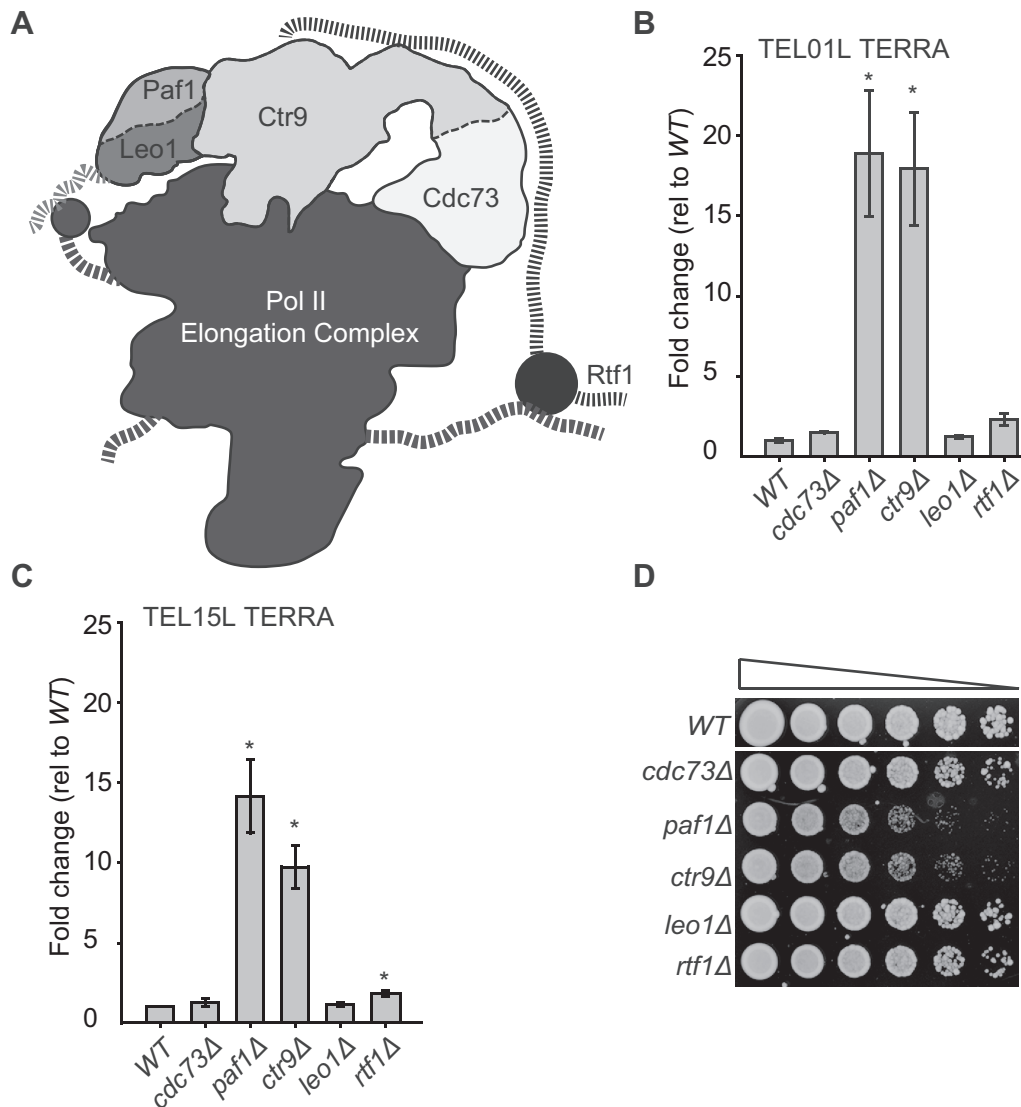 A
Paf1
Leo1
Ctr9
Cdc73
Pol II
Elongation Complex
Rtf1
B
TEL01L TERRA
Fold change (rel to WT)
25
20
15
10
5
0
*
*
WT
cdc73Δ
paf1Δ
ctr9Δ
leo1Δ
rtf1Δ
C
TEL15L TERRA
Fold change (rel to WT)
25
20
15
10
5
0
*
*
*
WT
cdc73Δ
paf1Δ
ctr9Δ
leo1Δ
rtf1Δ
D
WT
cdc73Δ
paf1Δ
ctr9Δ
leo1Δ
rtf1Δ